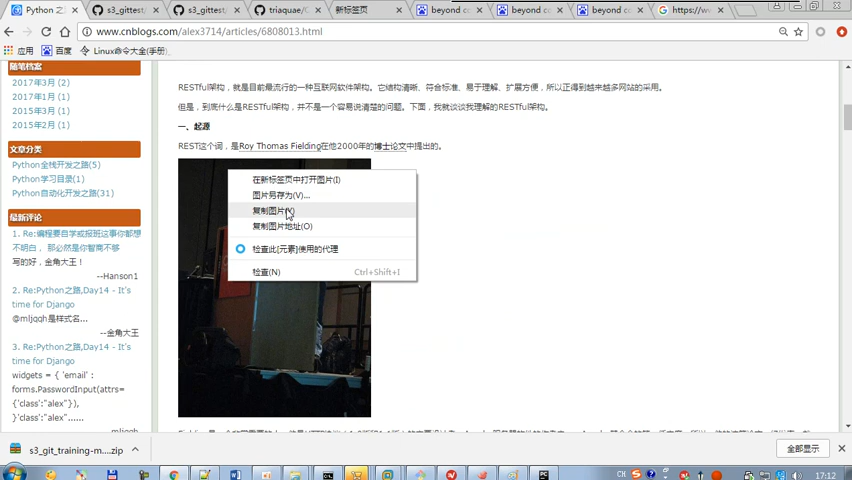 Python 之路
s3_gittest/
s3_gittest/
triaquae/C
新标签页
beyond co
beyond co
beyond co
https://w
www.cnblogs.com/alex3714/articles/6808013.html
应用
百度
Linux命令大全(手册)
随笔档案
2017年3月 (2)
2017年1月 (1)
2015年3月 (1)
2015年2月 (1)
文章分类
Python全栈开发之路(5)
Python学习目录(1)
Python自动化开发之路(31)
最新评论
1. Re:编程要自学或报班这事你都想
不明白， 那必然是你智商不够
写的好，金角大王！
--Hanson1
2. Re:Python之路,Day14 - It's
time for Django
@mljqqh是样式名...
--金角大王
3. Re:Python之路,Day14 - It's
time for Django
widgets = { 'email' :
forms.PasswordInput(attrs=
{'class':"alex"}),
}'class':"alex"......
RESTful架构，就是目前最流行的一种互联网软件架构。它结构清晰、符合标准、易于理解、扩展方便，所以正得到越来越多网站的采用。
但是，到底什么是RESTful架构，并不是一个容易说清楚的问题。下面，我就谈谈我理解的RESTful架构。
一、起源
REST这个词，是Roy Thomas Fielding在他2000年的博士论文中提出的。
在新标签页中打开图片(I)
图片另存为(V)...
复制图片(Y)
复制图片地址(O)
检查此[元素]使用的代理
检查(N)
Ctrl+Shift+I
s3_git_training-m....zip
全部显示
CH
17:12